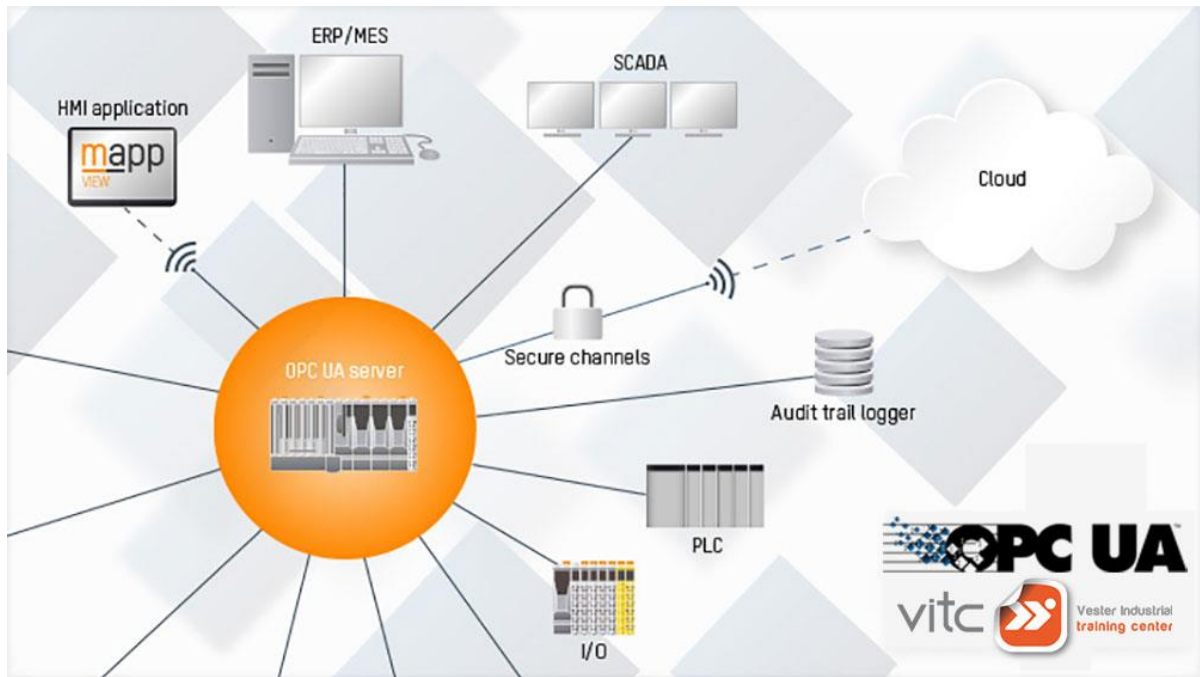 ERP/MES
SCADA
HMI application
mapp
VIEW
Cloud
Secure channels
OPC UA server
Audit trail logger
PLC
I/O
OPC UA™
vitc
Vester Industrial
training center